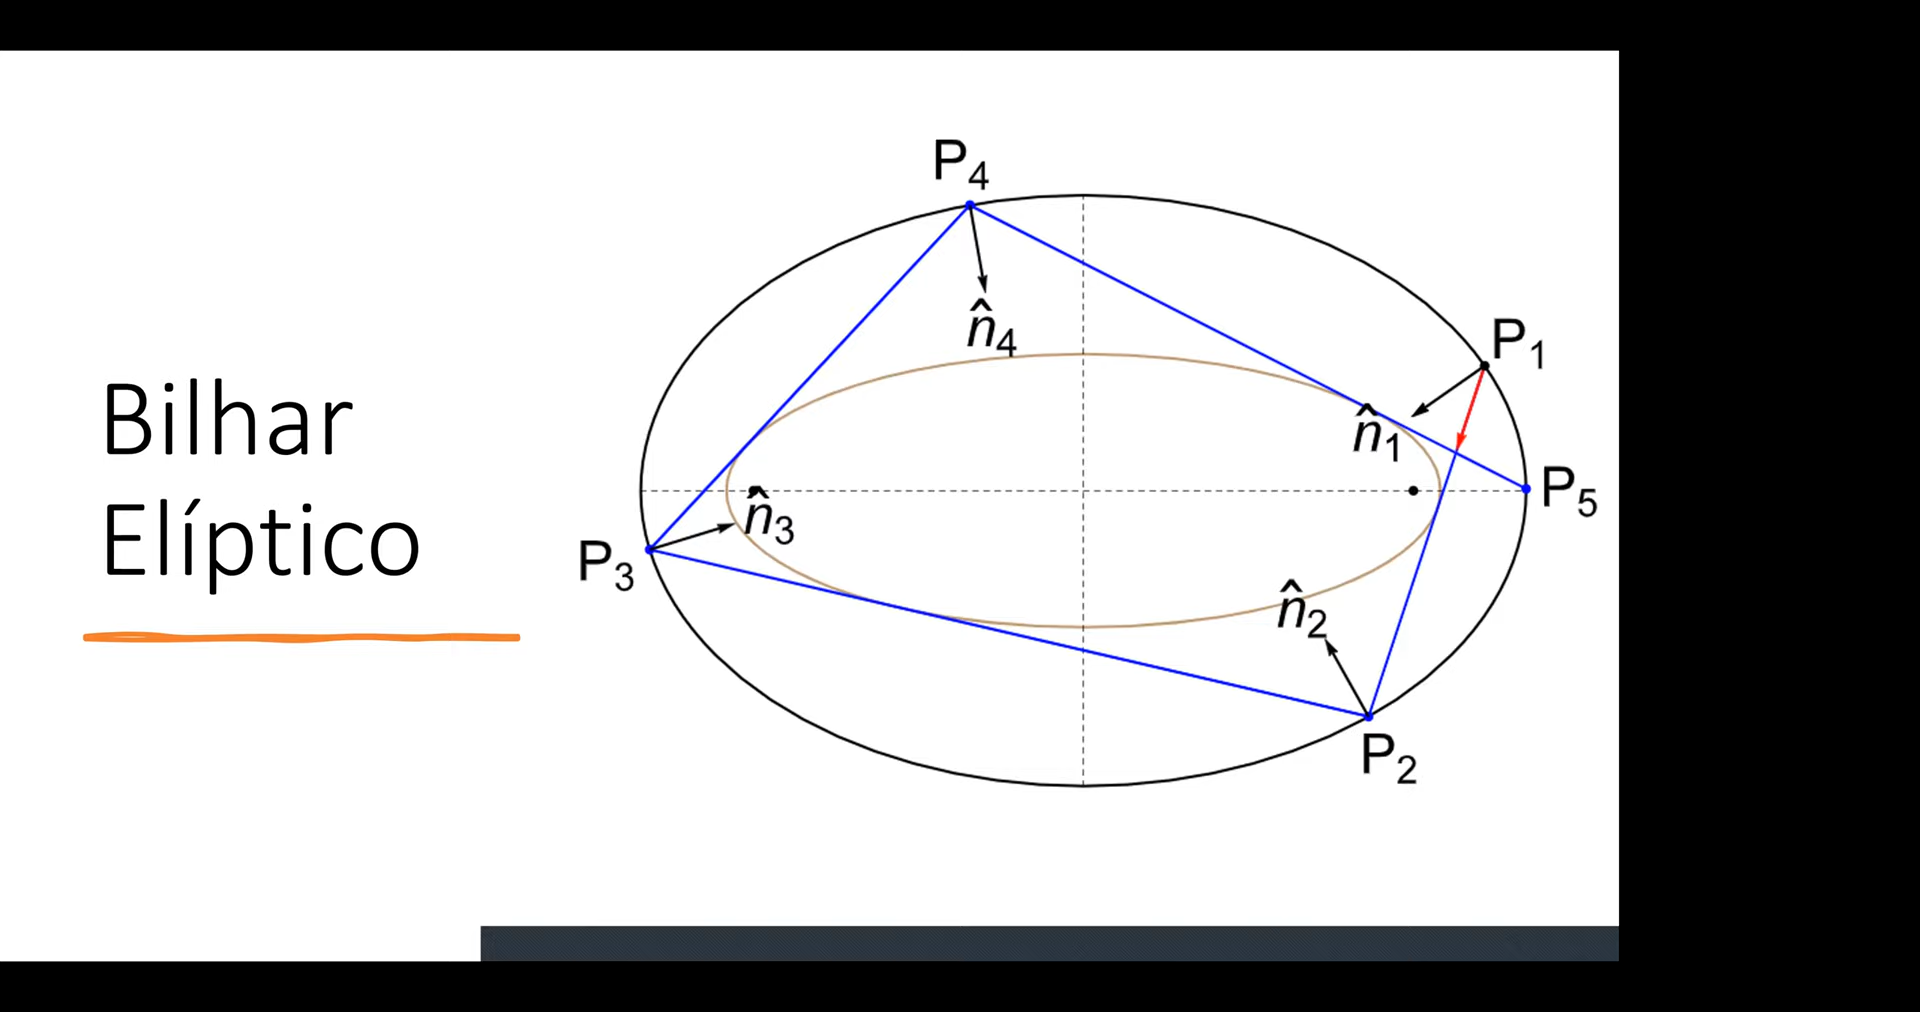 Bilhar
Elíptico
P₄
n̂₄
P₁
n̂₁
P₅
n̂₃
P₃
n̂₂
P₂